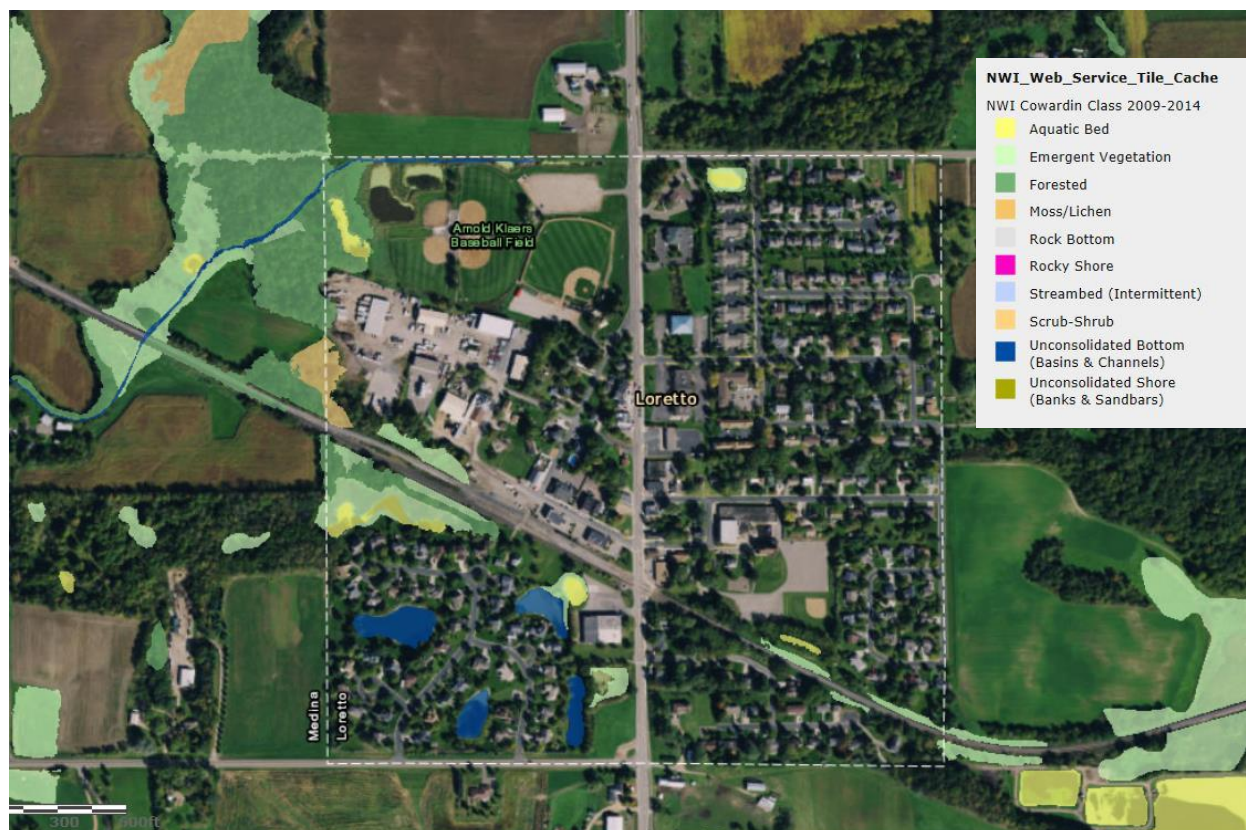 NWI_Web_Service_Tile_Cache
NWI Cowardin Class 2009-2014
Aquatic Bed
Emergent Vegetation
Forested
Moss/Lichen
Rock Bottom
Rocky Shore
Streambed (Intermittent)
Scrub-Shrub
Unconsolidated Bottom
(Basins & Channels)
Unconsolidated Shore
(Banks & Sandbars)
Arnold Klaers
Baseball Field
Loretto
Medina
Loretto
300 600ft